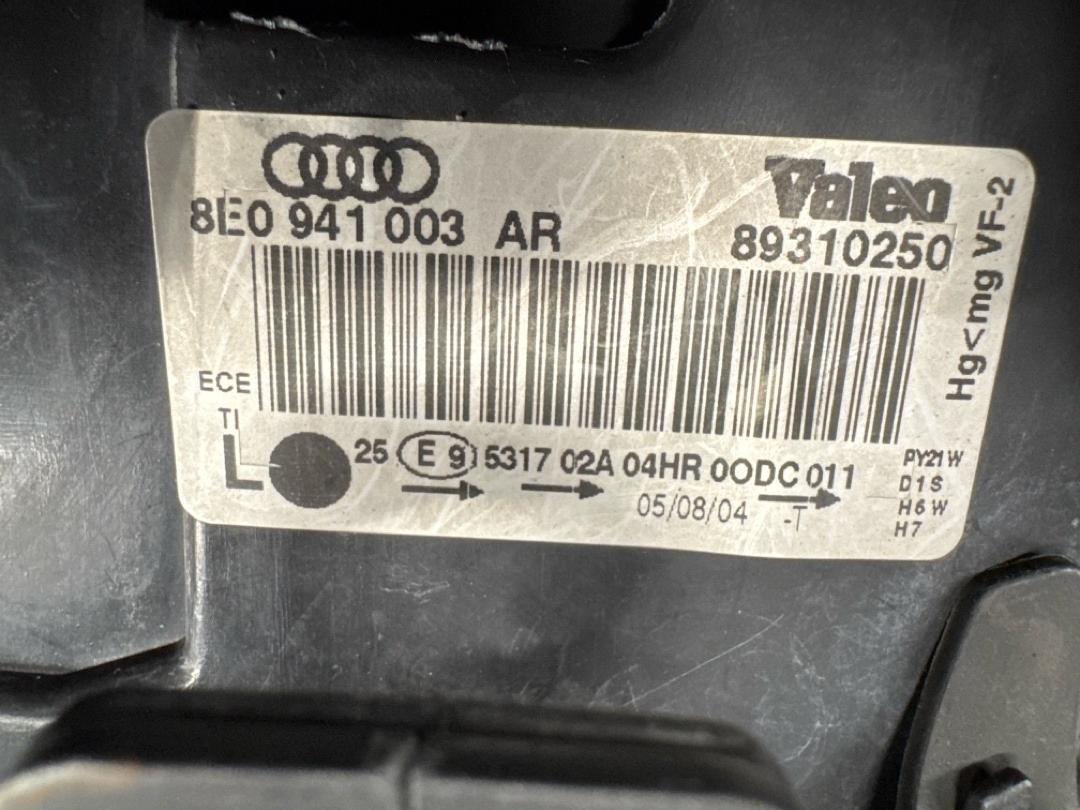 Valeo
8E0 941 003 AR
89310250
Hg<mg VF-2
ECE
TI
L
25 E 9 5317 02A 04HR 00DC 011
05/08/04 -T
PY21W
D1S
H6W
H7